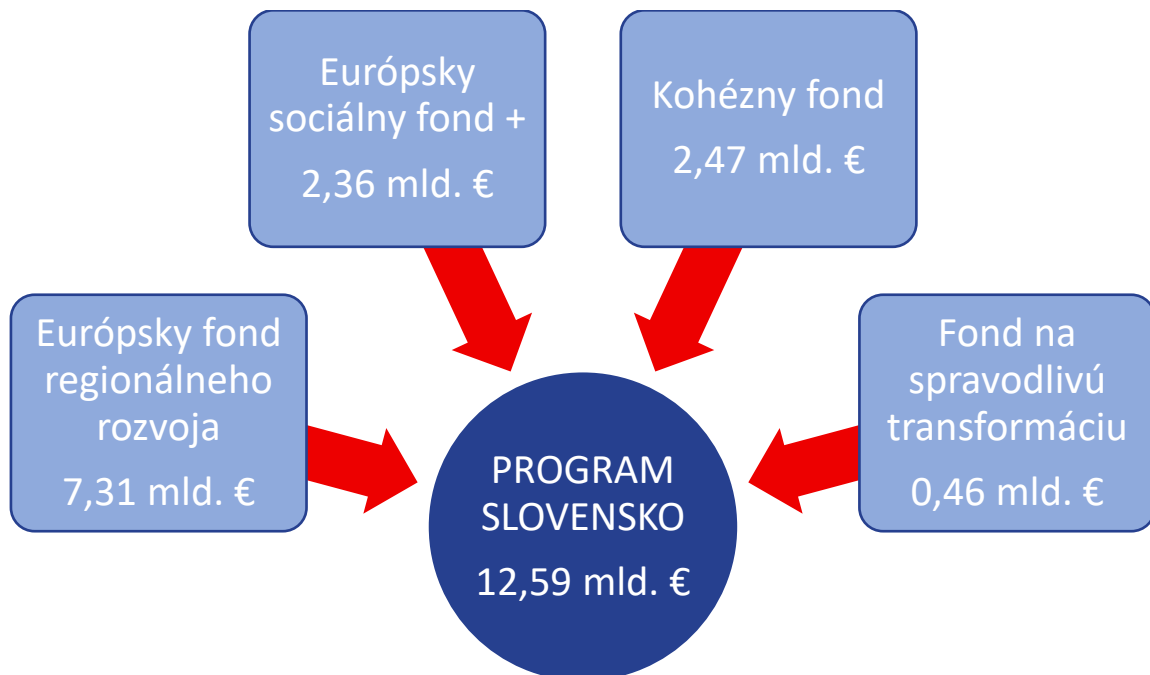 Európsky
sociálny fond +
2,36 mld. €
Kohézny fond
2,47 mld. €
Európsky fond
regionálneho
rozvoja
7,31 mld. €
Fond na
spravodlivú
transformáciu
0,46 mld. €
PROGRAM
SLOVENSKO
12,59 mld. €